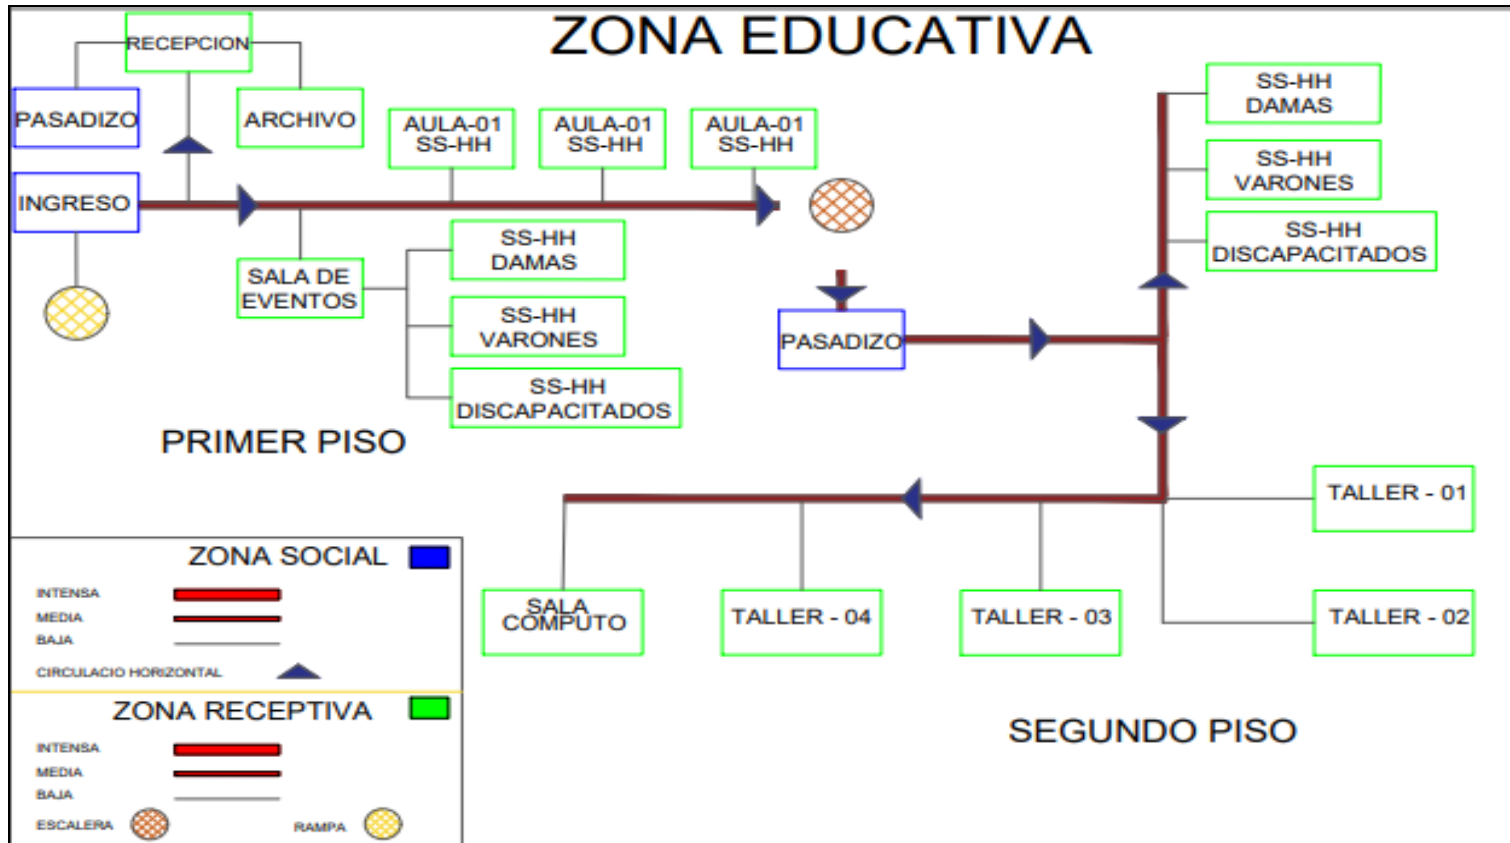 ZONA EDUCATIVA
RECEPCION
PASADIZO
ARCHIVO
INGRESO
AULA-01
SS-HH
AULA-01
SS-HH
AULA-01
SS-HH
SALA DE
EVENTOS
SS-HH
DAMAS
SS-HH
VARONES
SS-HH
DISCAPACITADOS
PRIMER PISO
PASADIZO
SS-HH
DAMAS
SS-HH
VARONES
SS-HH
DISCAPACITADOS
TALLER - 01
TALLER - 02
TALLER - 03
TALLER - 04
SALA
COMPUTO
SEGUNDO PISO
ZONA SOCIAL
INTENSA
MEDIA
BAJA
CIRCULACIO HORIZONTAL
ZONA RECEPTIVA
INTENSA
MEDIA
BAJA
ESCALERA
RAMPA